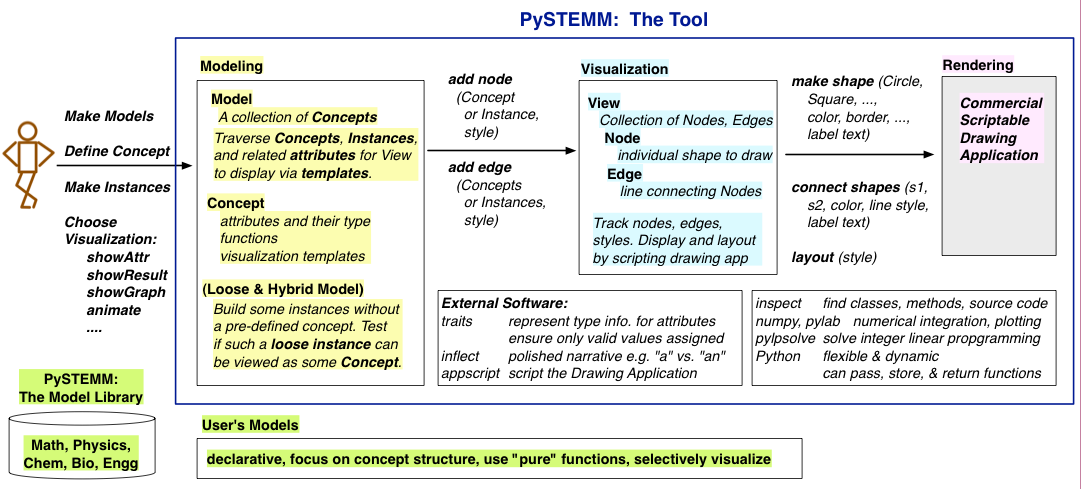 PySTEMM:  The Tool
Make Models
Define Concept
Make Instances
Choose
Visualization:
showAttr
showResult
showGraph
animate
....
Modeling
Model
A collection of Concepts
Traverse Concepts, Instances,
and related attributes for View
to display via templates.
Concept
attributes and their type
functions
visualization templates
(Loose & Hybrid Model)
Build some instances without
a pre-defined concept. Test
if such a loose instance can
be viewed as some Concept.
add node
(Concept
or Instance,
style)
add edge
(Concepts
or Instances,
style)
Visualization
View
Collection of Nodes, Edges
Node
individual shape to draw
Edge
line connecting Nodes
Track nodes, edges,
styles. Display and layout
by scripting drawing app
make shape (Circle,
Square, ...,
color, border, ...,
label text)
connect shapes (s1,
s2, color, line style,
label text)
layout (style)
Rendering
Commercial
Scriptable
Drawing
Application
External Software:
traits represent type info. for attributes
ensure only valid values assigned
inflect polished narrative e.g. "a" vs. "an"
appscript script the Drawing Application
inspect find classes, methods, source code
numpy, pylab numerical integration, plotting
pylpsolve solve integer linear propgramming
Python flexible & dynamic
can pass, store, & return functions
PySTEMM:
The Model Library
Math, Physics,
Chem, Bio, Engg
User's Models
declarative, focus on concept structure, use "pure" functions, selectively visualize